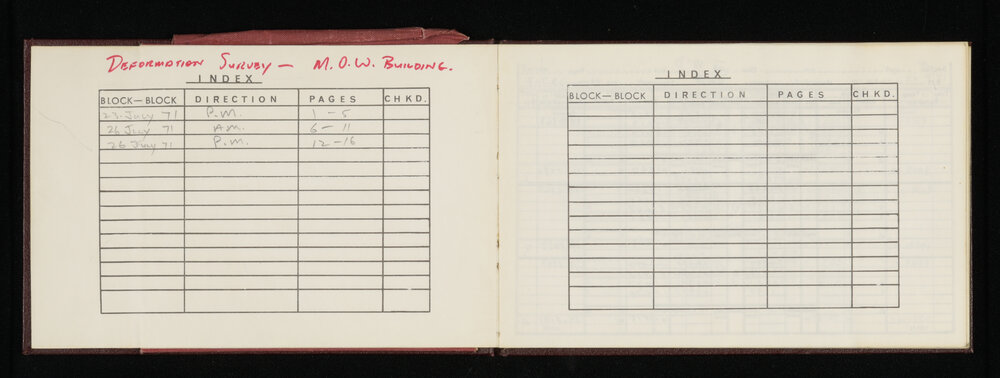 DEFORMATION SURVEY — M.O.W. BUILDING.
INDEX
BLOCK—BLOCK DIRECTION PAGES CHKD.
23 July 71 P.M. 1 – 5
26 July 71 A.M. 6 – 11
26 July 71 P.M. 12 – 16
INDEX
BLOCK—BLOCK DIRECTION PAGES CHKD.